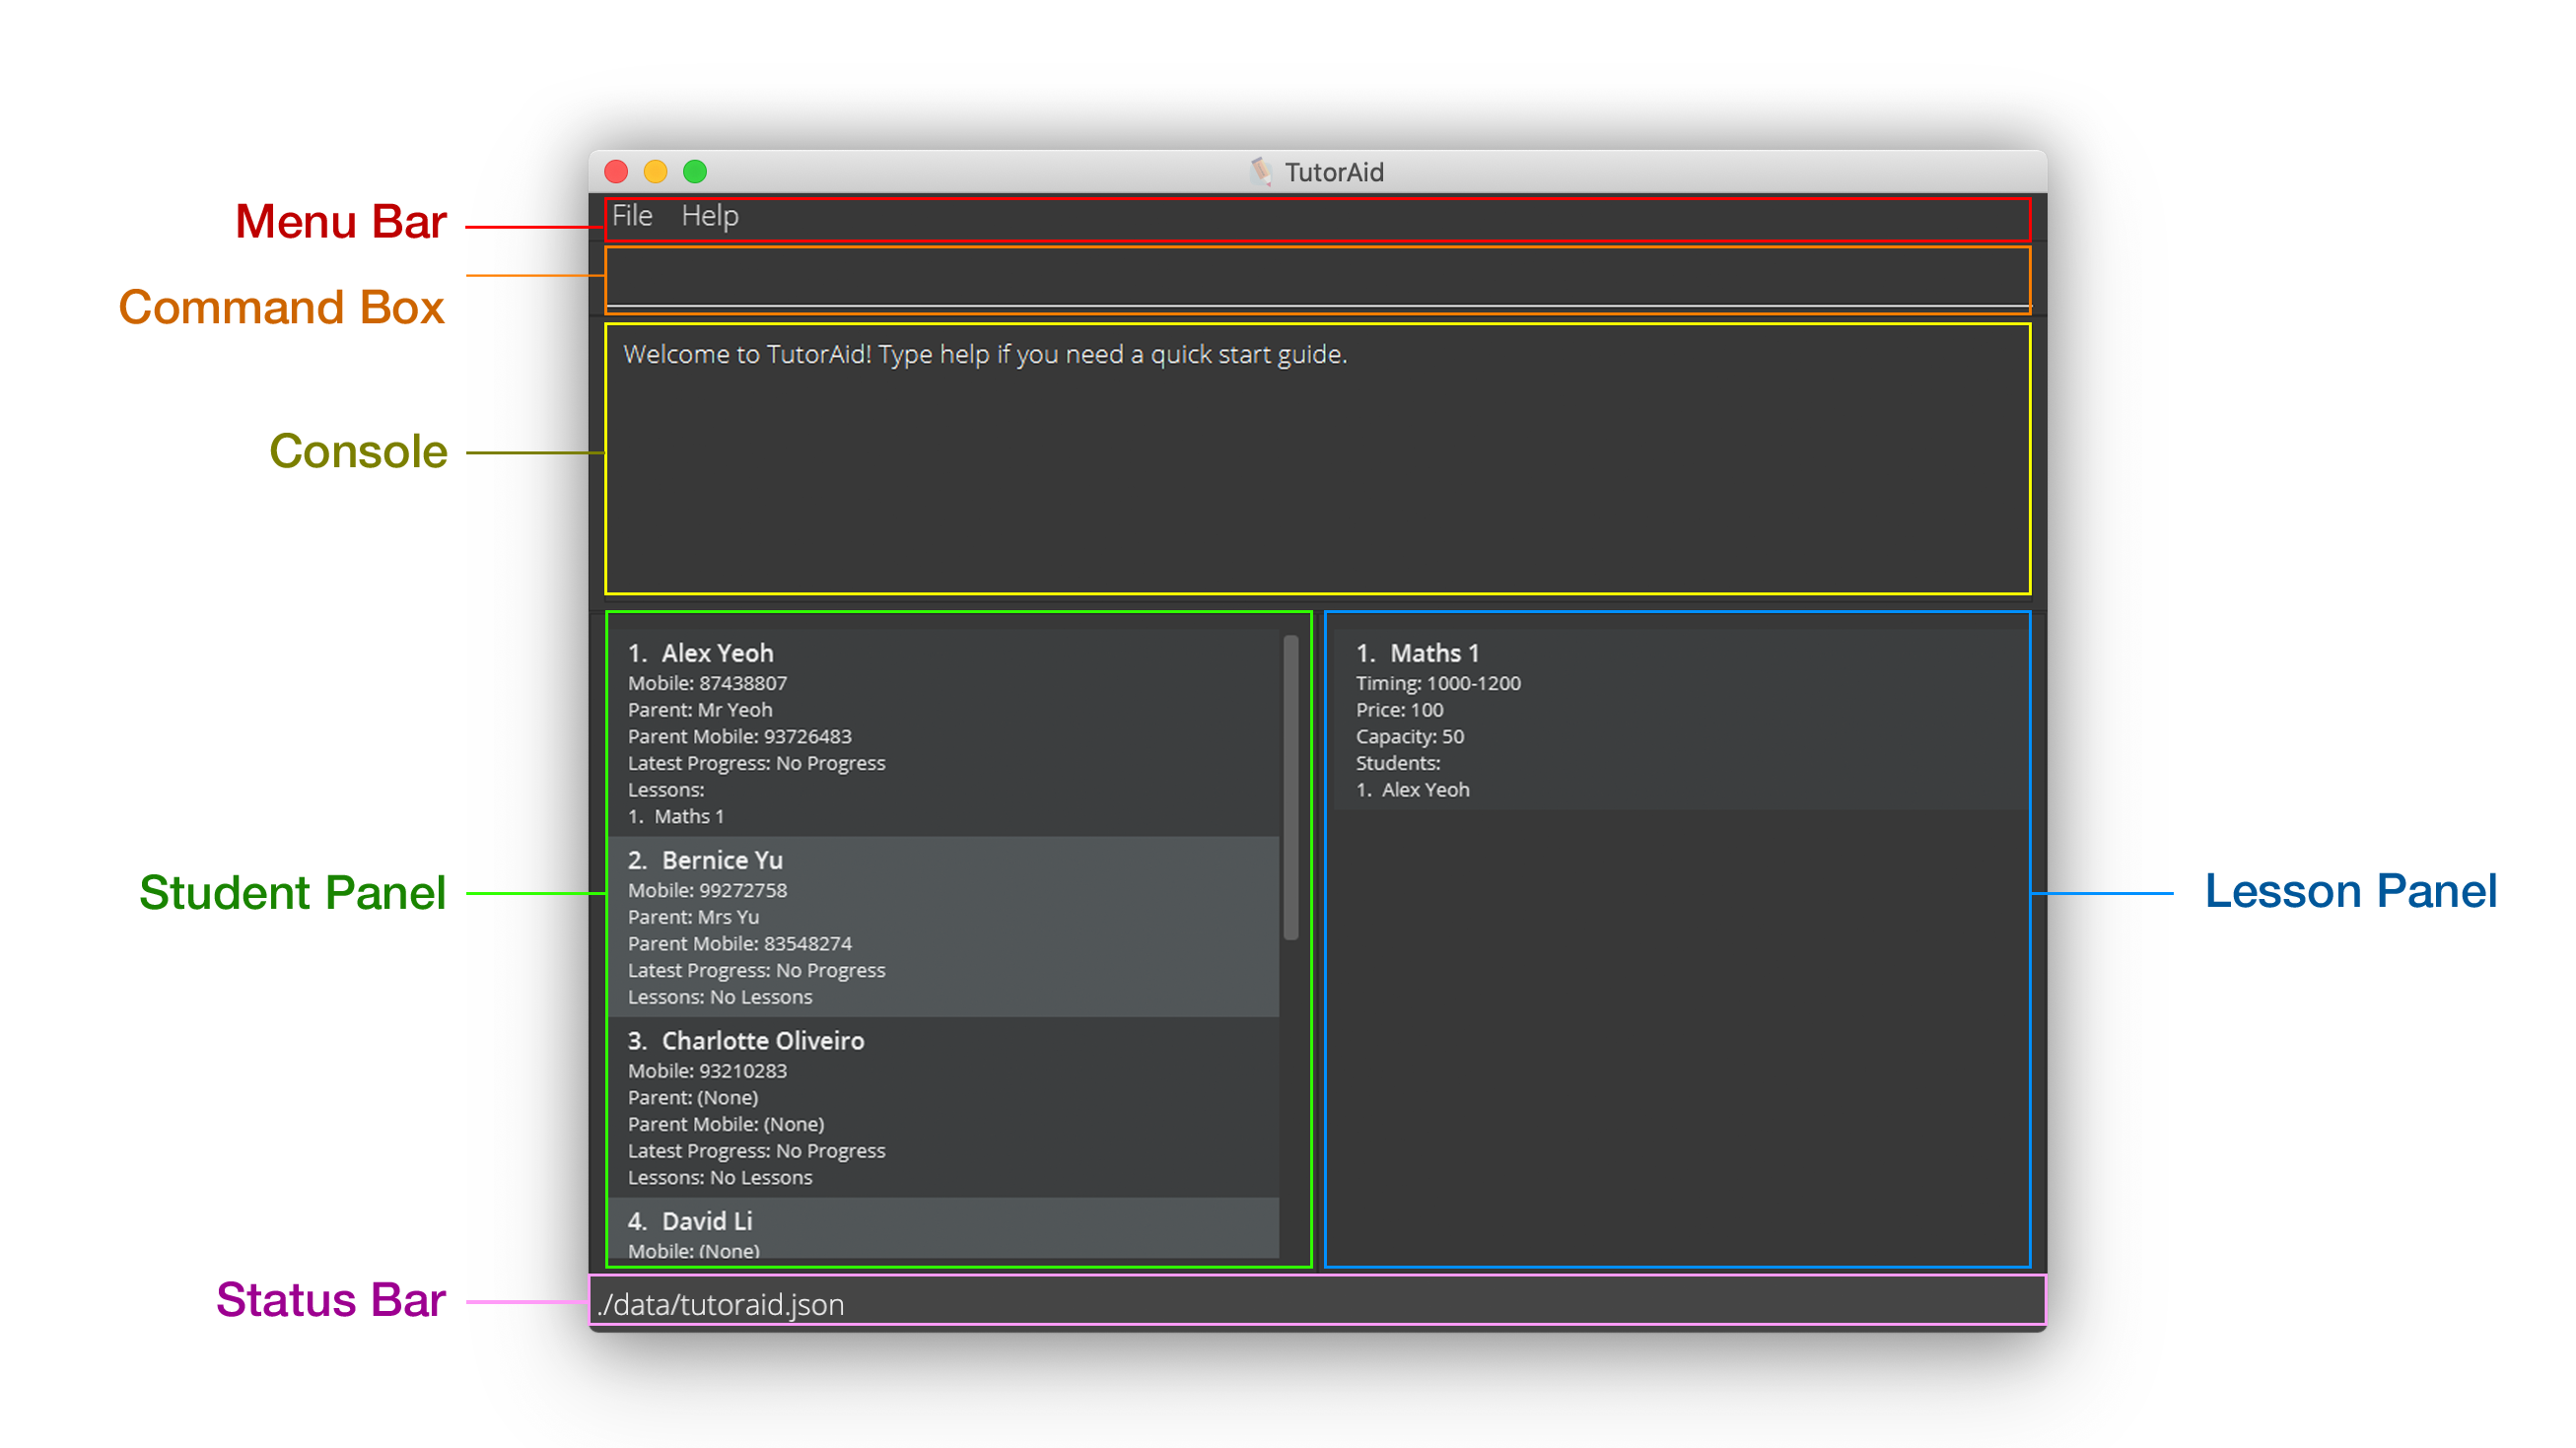 TutorAid
Menu Bar
File Help
Command Box
Welcome to TutorAid! Type help if you need a quick start guide.
Console
1. Alex Yeoh
Mobile: 87438807
Parent: Mr Yeoh
Parent Mobile: 93726483
Latest Progress: No Progress
Lessons:
1. Maths 1
2. Bernice Yu
Mobile: 99272758
Parent: Mrs Yu
Parent Mobile: 83548274
Latest Progress: No Progress
Lessons: No Lessons
3. Charlotte Oliveiro
Mobile: 93210283
Parent: (None)
Parent Mobile: (None)
Latest Progress: No Progress
Lessons: No Lessons
4. David Li
Mobile: (None)
Student Panel
1. Maths 1
Timing: 1000-1200
Price: 100
Capacity: 50
Students:
1. Alex Yeoh
Lesson Panel
Status Bar
./data/tutoraid.json